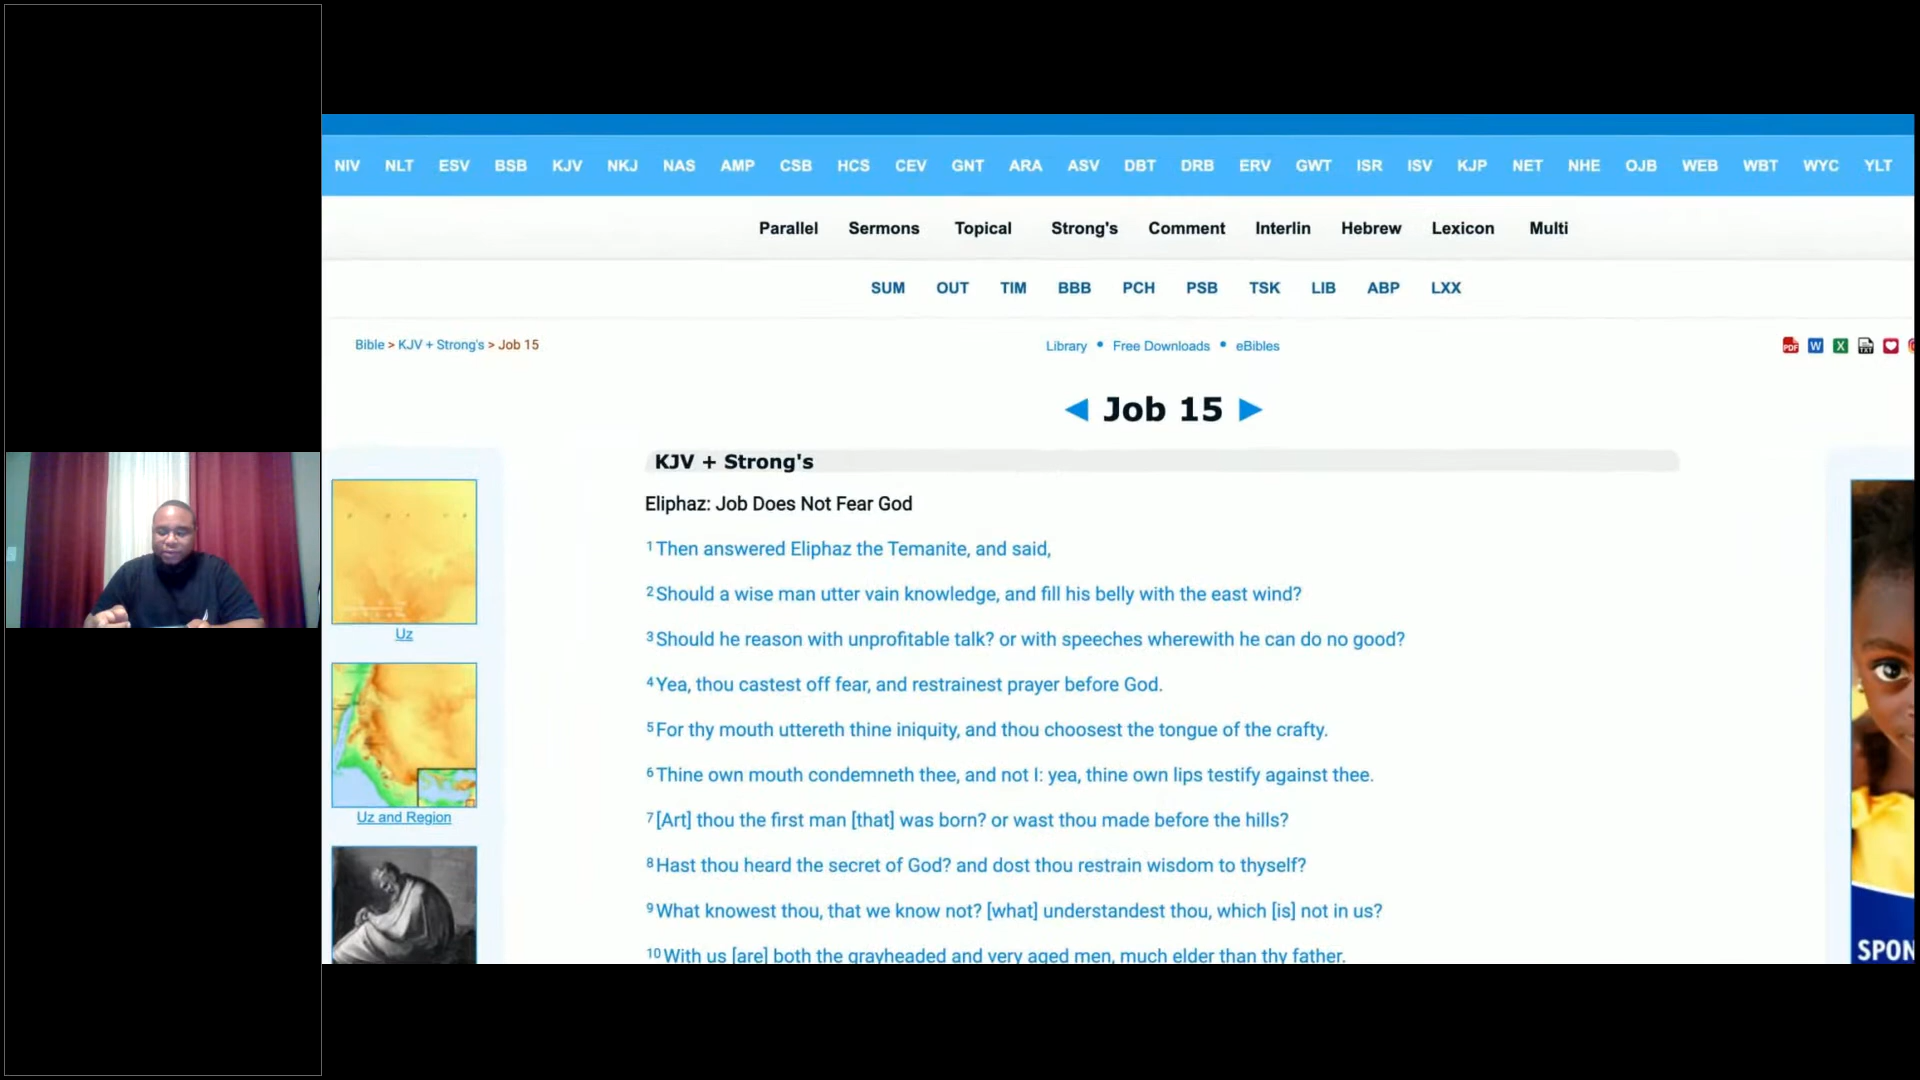 NIV NLT ESV BSB KJV NKJ NAS AMP CSB HCS CEV GNT ARA ASV DBT DRB ERV GWT ISR ISV KJP NET NHE OJB WEB WBT WYC YLT
Parallel Sermons Topical Strong's Comment Interlin Hebrew Lexicon Multi
SUM OUT TIM BBB PCH PSB TSK LIB ABP LXX
Bible > KJV + Strong's > Job 15
Library • Free Downloads • eBibles
◄ Job 15 ►
KJV + Strong's
Eliphaz: Job Does Not Fear God
1 Then answered Eliphaz the Temanite, and said,
2 Should a wise man utter vain knowledge, and fill his belly with the east wind?
3 Should he reason with unprofitable talk? or with speeches wherewith he can do no good?
4 Yea, thou castest off fear, and restrainest prayer before God.
5 For thy mouth uttereth thine iniquity, and thou choosest the tongue of the crafty.
6 Thine own mouth condemneth thee, and not I: yea, thine own lips testify against thee.
7 [Art] thou the first man [that] was born? or wast thou made before the hills?
8 Hast thou heard the secret of God? and dost thou restrain wisdom to thyself?
9 What knowest thou, that we know not? [what] understandest thou, which [is] not in us?
10 With us [are] both the grayheaded and very aged men, much elder than thy father.
Uz
Uz and Region
SPON